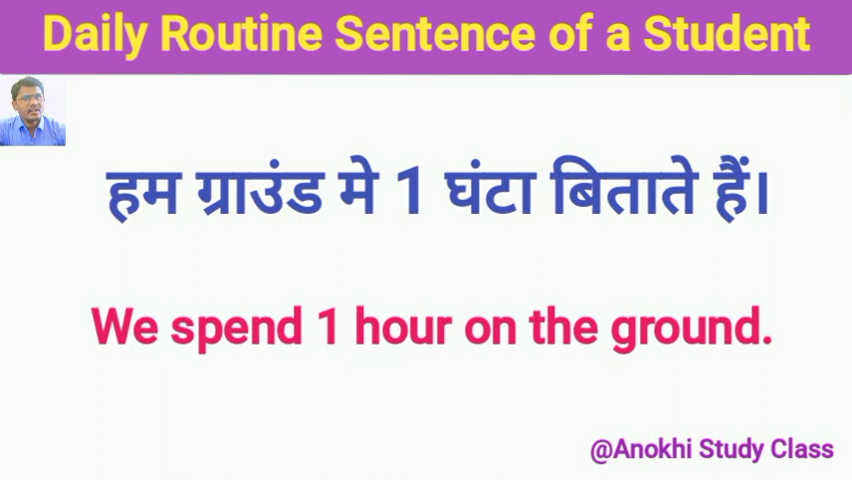 Daily Routine Sentence of a Student
हम ग्राउंड मे 1 घंटा बिताते हैं।
We spend 1 hour on the ground.
@Anokhi Study Class